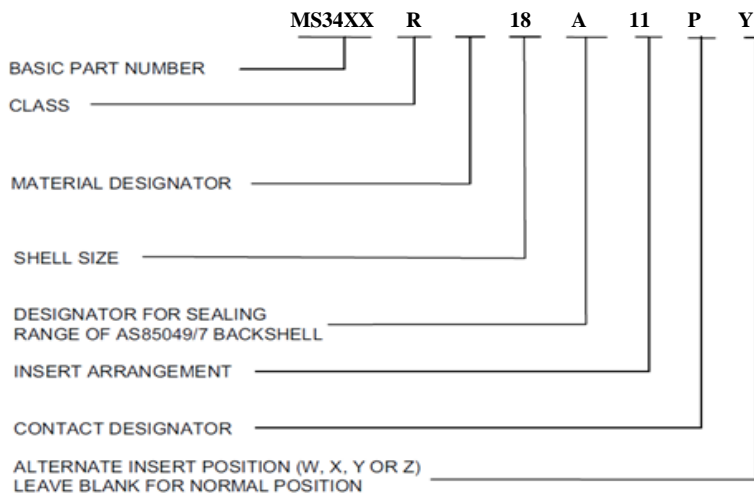 MS34XX R 18 A 11 P Y
BASIC PART NUMBER
CLASS
MATERIAL DESIGNATOR
SHELL SIZE
DESIGNATOR FOR SEALING
RANGE OF AS85049/7 BACKSHELL
INSERT ARRANGEMENT
CONTACT DESIGNATOR
ALTERNATE INSERT POSITION (W, X, Y OR Z)
LEAVE BLANK FOR NORMAL POSITION